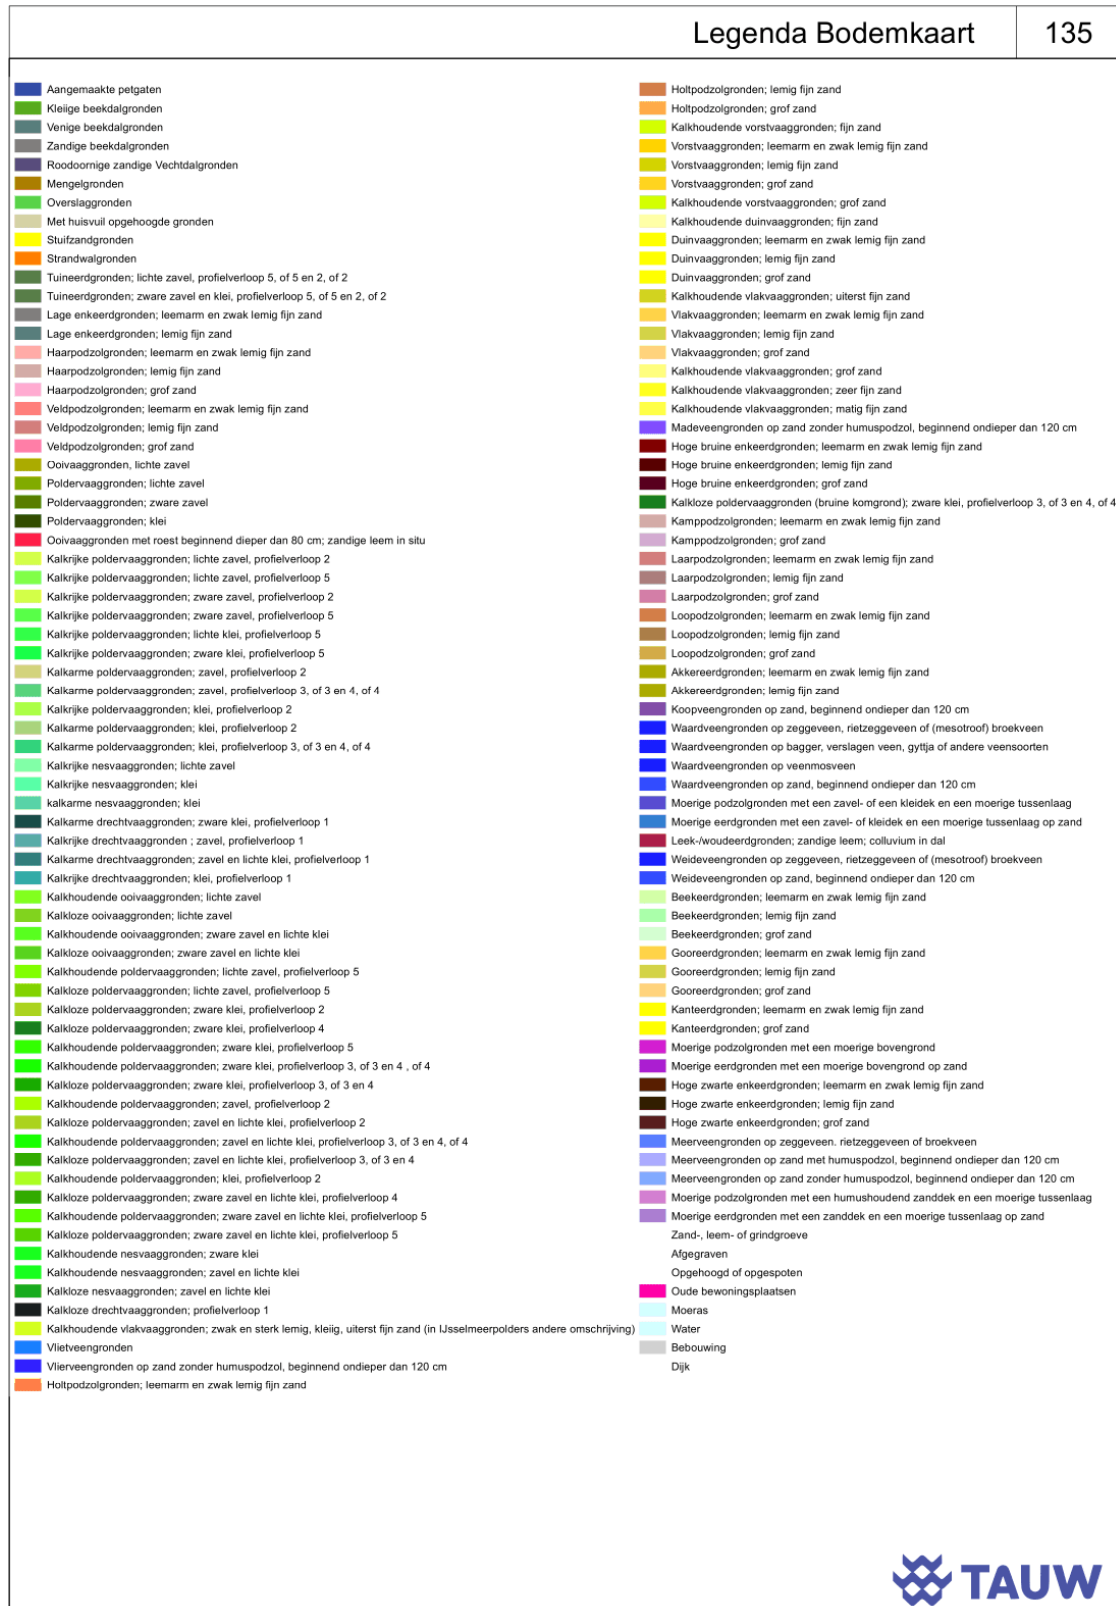 Legenda Bodemkaart
135
Aangemaakte petgaten
Kleiige beekdalgronden
Venige beekdalgronden
Zandige beekdalgronden
Roodoornige zandige Vechtdalgronden
Mengelgronden
Overslaggronden
Met huisvuil opgehoogde gronden
Stuifzandgronden
Strandwalgronden
Tuineerdgronden; lichte zavel, profielverloop 5, of 5 en 2, of 2
Tuineerdgronden; zware zavel en klei, profielverloop 5, of 5 en 2, of 2
Lage enkeerdgronden; leemarm en zwak lemig fijn zand
Lage enkeerdgronden; lemig fijn zand
Haarpodzolgronden; leemarm en zwak lemig fijn zand
Haarpodzolgronden; lemig fijn zand
Haarpodzolgronden; grof zand
Veldpodzolgronden; leemarm en zwak lemig fijn zand
Veldpodzolgronden; lemig fijn zand
Veldpodzolgronden; grof zand
Ooivaaggronden, lichte zavel
Poldervaaggronden; lichte zavel
Poldervaaggronden; zware zavel
Poldervaaggronden; klei
Ooivaaggronden met roest beginnend dieper dan 80 cm; zandige leem in situ
Kalkrijke poldervaaggronden; lichte zavel, profielverloop 2
Kalkrijke poldervaaggronden; lichte zavel, profielverloop 5
Kalkrijke poldervaaggronden; zware zavel, profielverloop 2
Kalkrijke poldervaaggronden; zware zavel, profielverloop 5
Kalkrijke poldervaaggronden; lichte klei, profielverloop 5
Kalkrijke poldervaaggronden; zware klei, profielverloop 5
Kalkarme poldervaaggronden; zavel, profielverloop 2
Kalkarme poldervaaggronden; zavel, profielverloop 3, of 3 en 4, of 4
Kalkrijke poldervaaggronden; klei, profielverloop 2
Kalkarme poldervaaggronden; klei, profielverloop 2
Kalkarme poldervaaggronden; klei, profielverloop 3, of 3 en 4, of 4
Kalkrijke nesvaaggronden; lichte zavel
Kalkrijke nesvaaggronden; klei
kalkarme nesvaaggronden; klei
Kalkarme drechtvaaggronden; zware klei, profielverloop 1
Kalkrijke drechtvaaggronden ; zavel, profielverloop 1
Kalkarme drechtvaaggronden; zavel en lichte klei, profielverloop 1
Kalkrijke drechtvaaggronden; klei, profielverloop 1
Kalkhoudende ooivaaggronden; lichte zavel
Kalkloze ooivaaggronden; lichte zavel
Kalkhoudende ooivaaggronden; zware zavel en lichte klei
Kalkloze ooivaaggronden; zware zavel en lichte klei
Kalkhoudende poldervaaggronden; lichte zavel, profielverloop 5
Kalkloze poldervaaggronden; lichte zavel, profielverloop 5
Kalkloze poldervaaggronden; zware klei, profielverloop 2
Kalkloze poldervaaggronden; zware klei, profielverloop 4
Kalkhoudende poldervaaggronden; zware klei, profielverloop 5
Kalkhoudende poldervaaggronden; zware klei, profielverloop 3, of 3 en 4 , of 4
Kalkloze poldervaaggronden; zware klei, profielverloop 3, of 3 en 4
Kalkhoudende poldervaaggronden; zavel, profielverloop 2
Kalkloze poldervaaggronden; zavel en lichte klei, profielverloop 2
Kalkhoudende poldervaaggronden; zavel en lichte klei, profielverloop 3, of 3 en 4, of 4
Kalkloze poldervaaggronden; zavel en lichte klei, profielverloop 3, of 3 en 4
Kalkhoudende poldervaaggronden; klei, profielverloop 2
Kalkloze poldervaaggronden; zware zavel en lichte klei, profielverloop 4
Kalkhoudende poldervaaggronden; zware zavel en lichte klei, profielverloop 5
Kalkloze poldervaaggronden; zware zavel en lichte klei, profielverloop 5
Kalkhoudende nesvaaggronden; zware klei
Kalkhoudende nesvaaggronden; zavel en lichte klei
Kalkloze nesvaaggronden; zavel en lichte klei
Kalkloze drechtvaaggronden; profielverloop 1
Kalkhoudende vlakvaaggronden; zwak en sterk lemig, kleiig, uiterst fijn zand (in IJsselmeerpolders andere omschrijving)
Vlietveengronden
Vlierveengronden op zand zonder humuspodzol, beginnend ondieper dan 120 cm
Holtpodzolgronden; leemarm en zwak lemig fijn zand
Holtpodzolgronden; lemig fijn zand
Holtpodzolgronden; grof zand
Kalkhoudende vorstvaaggronden; fijn zand
Vorstvaaggronden; leemarm en zwak lemig fijn zand
Vorstvaaggronden; lemig fijn zand
Vorstvaaggronden; grof zand
Kalkhoudende vorstvaaggronden; grof zand
Kalkhoudende duinvaaggronden; fijn zand
Duinvaaggronden; leemarm en zwak lemig fijn zand
Duinvaaggronden; lemig fijn zand
Duinvaaggronden; grof zand
Kalkhoudende vlakvaaggronden; uiterst fijn zand
Vlakvaaggronden; leemarm en zwak lemig fijn zand
Vlakvaaggronden; lemig fijn zand
Vlakvaaggronden; grof zand
Kalkhoudende vlakvaaggronden; grof zand
Kalkhoudende vlakvaaggronden; zeer fijn zand
Kalkhoudende vlakvaaggronden; matig fijn zand
Madeveengronden op zand zonder humuspodzol, beginnend ondieper dan 120 cm
Hoge bruine enkeerdgronden; leemarm en zwak lemig fijn zand
Hoge bruine enkeerdgronden; lemig fijn zand
Hoge bruine enkeerdgronden; grof zand
Kalkloze poldervaaggronden (bruine komgrond); zware klei, profielverloop 3, of 3 en 4, of 4
Kamppodzolgronden; leemarm en zwak lemig fijn zand
Kamppodzolgronden; grof zand
Laarpodzolgronden; leemarm en zwak lemig fijn zand
Laarpodzolgronden; lemig fijn zand
Laarpodzolgronden; grof zand
Loopodzolgronden; leemarm en zwak lemig fijn zand
Loopodzolgronden; lemig fijn zand
Loopodzolgronden; grof zand
Akkereerdgronden; leemarm en zwak lemig fijn zand
Akkereerdgronden; lemig fijn zand
Koopveengronden op zand, beginnend ondieper dan 120 cm
Waardveengronden op zeggeveen, rietzeggeveen of (mesotroof) broekveen
Waardveengronden op bagger, verslagen veen, gyttja of andere veensoorten
Waardveengronden op veenmosveen
Waardveengronden op zand, beginnend ondieper dan 120 cm
Moerige podzolgronden met een zavel- of een kleidek en een moerige tussenlaag
Moerige eerdgronden met een zavel- of kleidek en een moerige tussenlaag op zand
Leek-/woudeerdgronden; zandige leem; colluvium in dal
Weideveengronden op zeggeveen, rietzeggeveen of (mesotroof) broekveen
Weideveengronden op zand, beginnend ondieper dan 120 cm
Beekeerdgronden; leemarm en zwak lemig fijn zand
Beekeerdgronden; lemig fijn zand
Beekeerdgronden; grof zand
Gooreerdgronden; leemarm en zwak lemig fijn zand
Gooreerdgronden; lemig fijn zand
Gooreerdgronden; grof zand
Kanteerdgronden; leemarm en zwak lemig fijn zand
Kanteerdgronden; grof zand
Moerige podzolgronden met een moerige bovengrond
Moerige eerdgronden met een moerige bovengrond op zand
Hoge zwarte enkeerdgronden; leemarm en zwak lemig fijn zand
Hoge zwarte enkeerdgronden; lemig fijn zand
Hoge zwarte enkeerdgronden; grof zand
Meerveengronden op zeggeveen. rietzeggeveen of broekveen
Meerveengronden op zand met humuspodzol, beginnend ondieper dan 120 cm
Meerveengronden op zand zonder humuspodzol, beginnend ondieper dan 120 cm
Moerige podzolgronden met een humushoudend zanddek en een moerige tussenlaag
Moerige eerdgronden met een zanddek en een moerige tussenlaag op zand
Zand-, leem- of grindgroeve
Afgegraven
Opgehoogd of opgespoten
Oude bewoningsplaatsen
Moeras
Water
Bebouwing
Dijk
TAUW